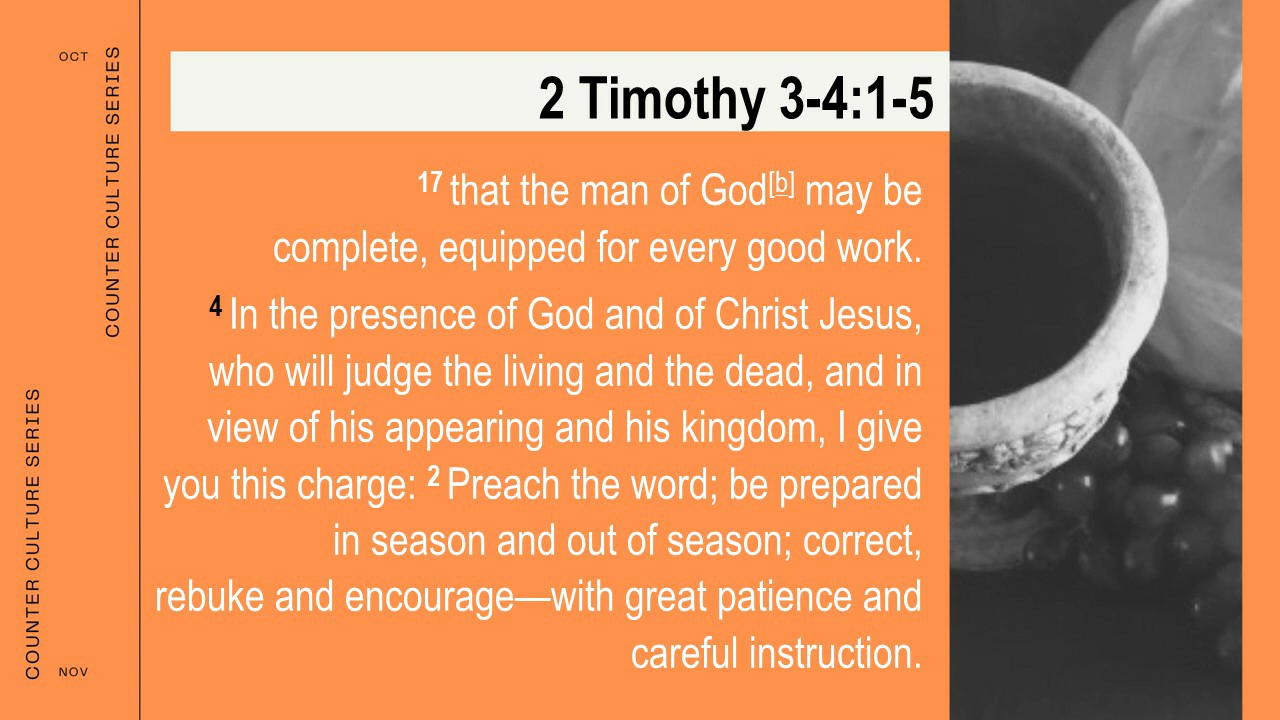 OCT
COUNTER CULTURE SERIES
COUNTER CULTURE SERIES
NOV
2 Timothy 3-4:1-5
17 that the man of God[b] may be
complete, equipped for every good work.
4 In the presence of God and of Christ Jesus,
who will judge the living and the dead, and in
view of his appearing and his kingdom, I give
you this charge: 2 Preach the word; be prepared
in season and out of season; correct,
rebuke and encourage—with great patience and
careful instruction.